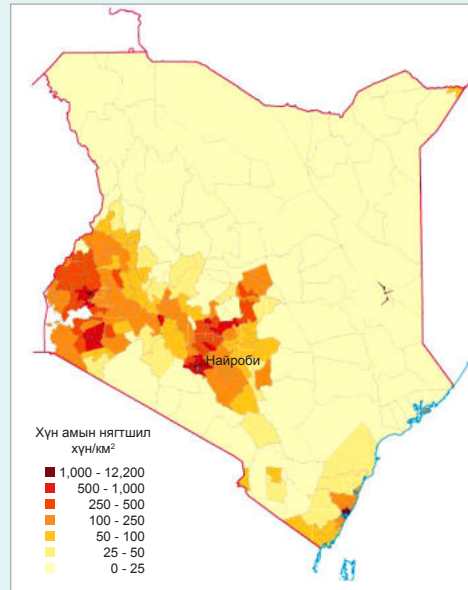 Найроби
Хүн амын нягтшил
хүн/км²
1,000 - 12,200
500 - 1,000
250 - 500
100 - 250
50 - 100
25 - 50
0 - 25